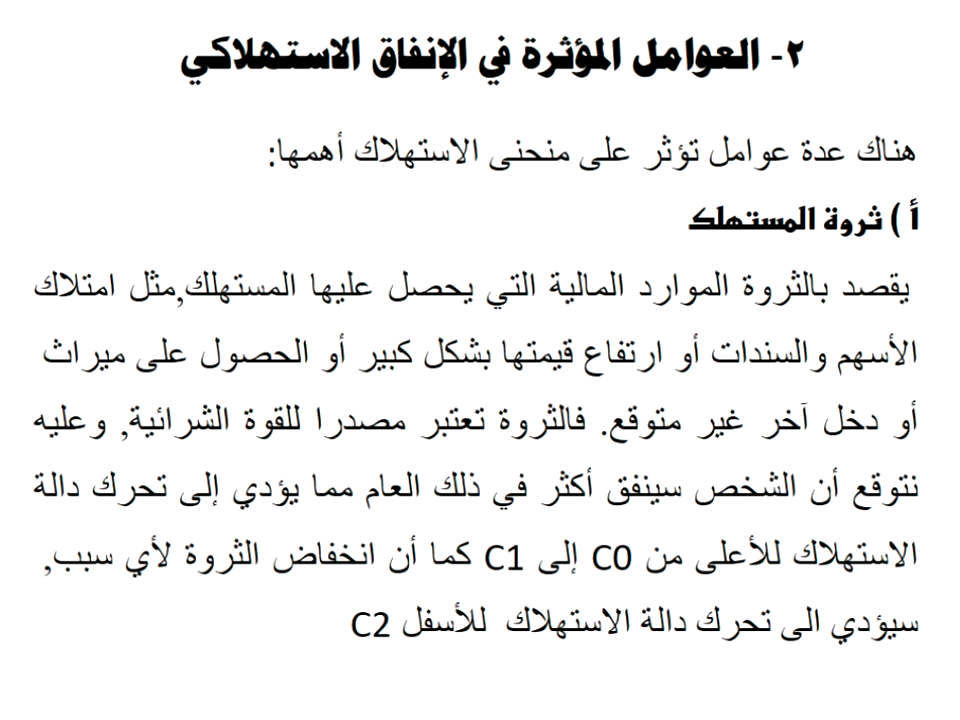 ٢- العوامل المؤثرة في الإنفاق الاستهلاكي
هناك عدة عوامل تؤثر على منحنى الاستهلاك أهمها:
أ ) ثروة المستهلك
يقصد بالثروة الموارد المالية التي يحصل عليها المستهلك,مثل امتلاك
الأسهم والسندات أو ارتفاع قيمتها بشكل كبير أو الحصول على ميراث
أو دخل آخر غير متوقع. فالثروة تعتبر مصدرا للقوة الشرائية, وعليه
نتوقع أن الشخص سينفق أكثر في ذلك العام مما يؤدي إلى تحرك دالة
الاستهلاك للأعلى من C0 إلى C1 كما أن انخفاض الثروة لأي سبب,
سيؤدي الى تحرك دالة الاستهلاك للأسفل C2